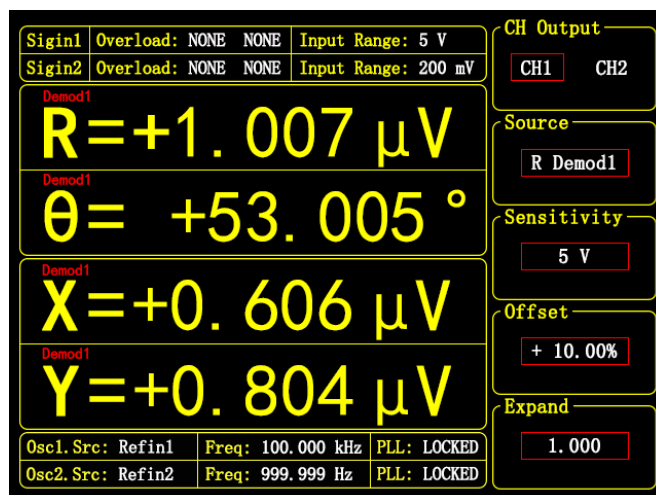 Sigin1 Overload: NONE NONE Input Range: 5 V
Sigin2 Overload: NONE NONE Input Range: 200 mV
Demod1
R=+1.007 μV
Demod1
θ= +53.005 °
Demod1
X=+0.606 μV
Demod1
Y=+0.804 μV
Osc1.Src: Refin1 Freq: 100.000 kHz PLL: LOCKED
Osc2.Src: Refin2 Freq: 999.999 Hz PLL: LOCKED
CH Output
CH1 CH2
Source
R Demod1
Sensitivity
5 V
Offset
+ 10.00%
Expand
1.000